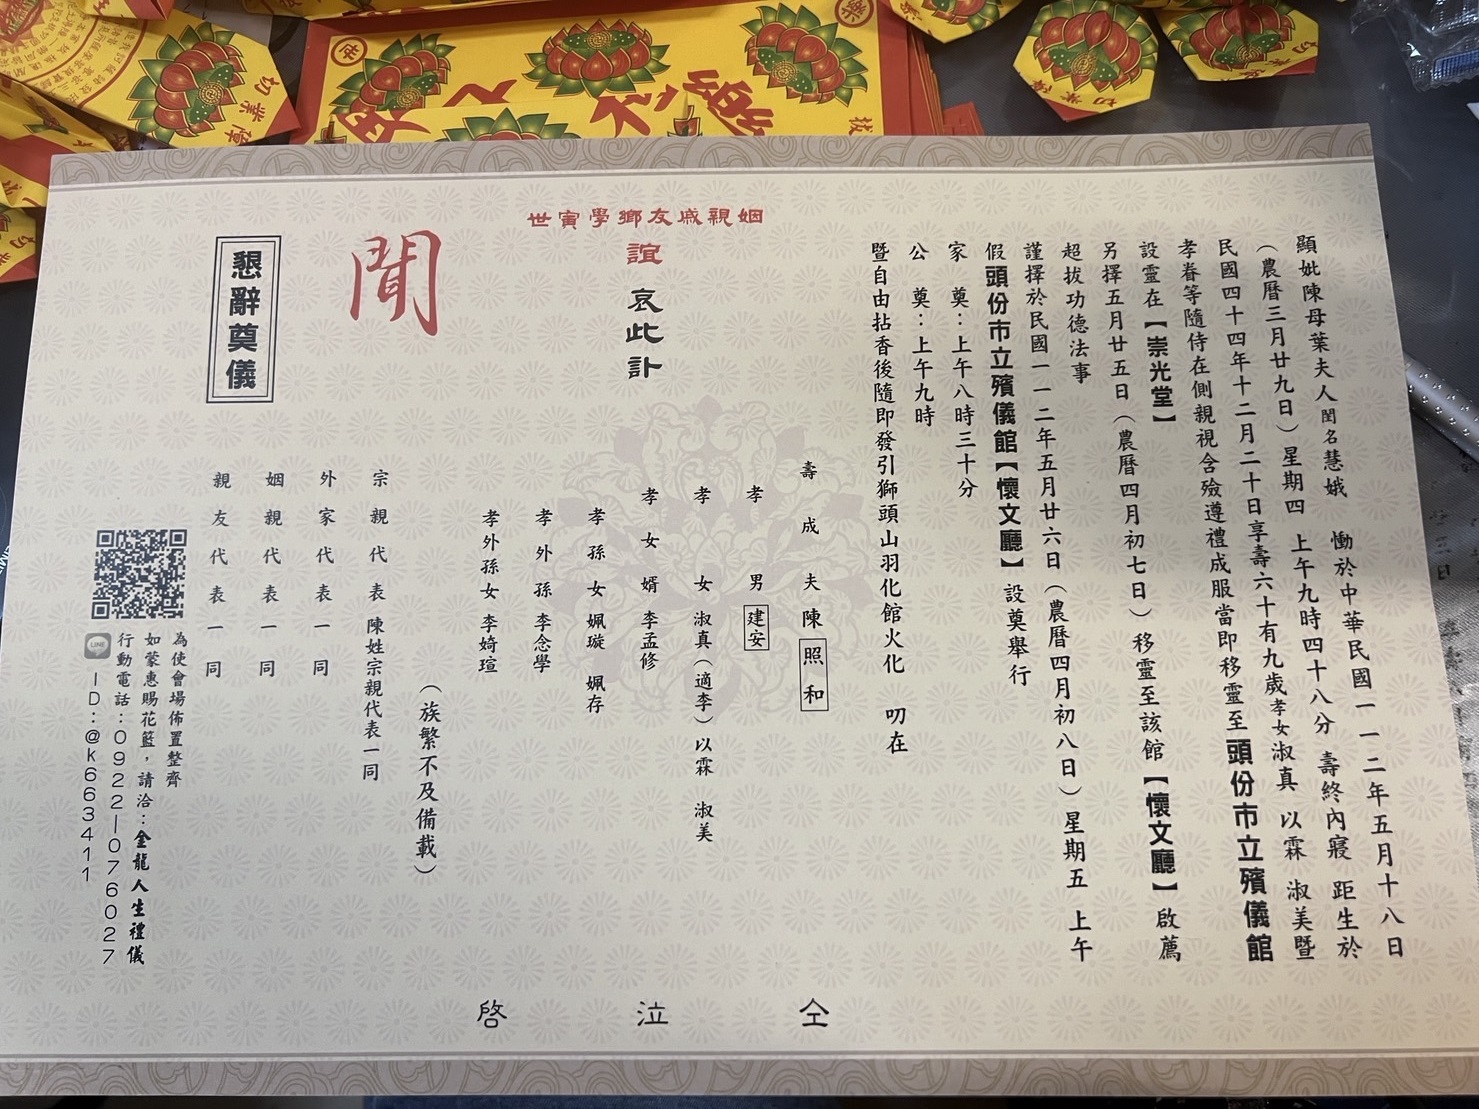 顯妣陳母葉夫人閨名慧娥 慟於中華民國一一二年五月十八日
（農曆三月廿九日）星期四 上午九時四十八分 壽終內寢 距生於
民國四十四年十二月二十日享壽六十有九歲孝女淑真 以霖 淑美暨
孝眷等隨侍在側親視含殮遵禮成服當即移靈至頭份市立殯儀館
設靈在【崇光堂】
另擇五月廿五日（農曆四月初七日）移靈至該館【懷文廳】啟薦
超拔功德法事
謹擇於民國一一二年五月廿六日（農曆四月初八日）星期五 上午
假頭份市立殯儀館【懷文廳】設奠舉行
家 奠：上午八時三十分
公 奠：上午九時
暨自由拈香後隨即發引獅頭山羽化館火化 叨在
姻親戚友鄉學寅世
誼 哀此訃
聞
懇辭奠儀
壽成夫陳照和
孝男建安
孝女淑真（適李）以霖 淑美
孝女婿李孟修
孝孫女姵璇 姵存
孝外孫李念學
孝外孫女李婍瑄
（族繁不及備載）
宗親代表陳姓宗親代表一同
外家代表一同
姻親代表一同
親友代表一同
仝泣啓
為使會場佈置整齊
如蒙惠賜花籃，請洽：金龍人生禮儀
行動電話：0922-076027
LINE ID：@k663411